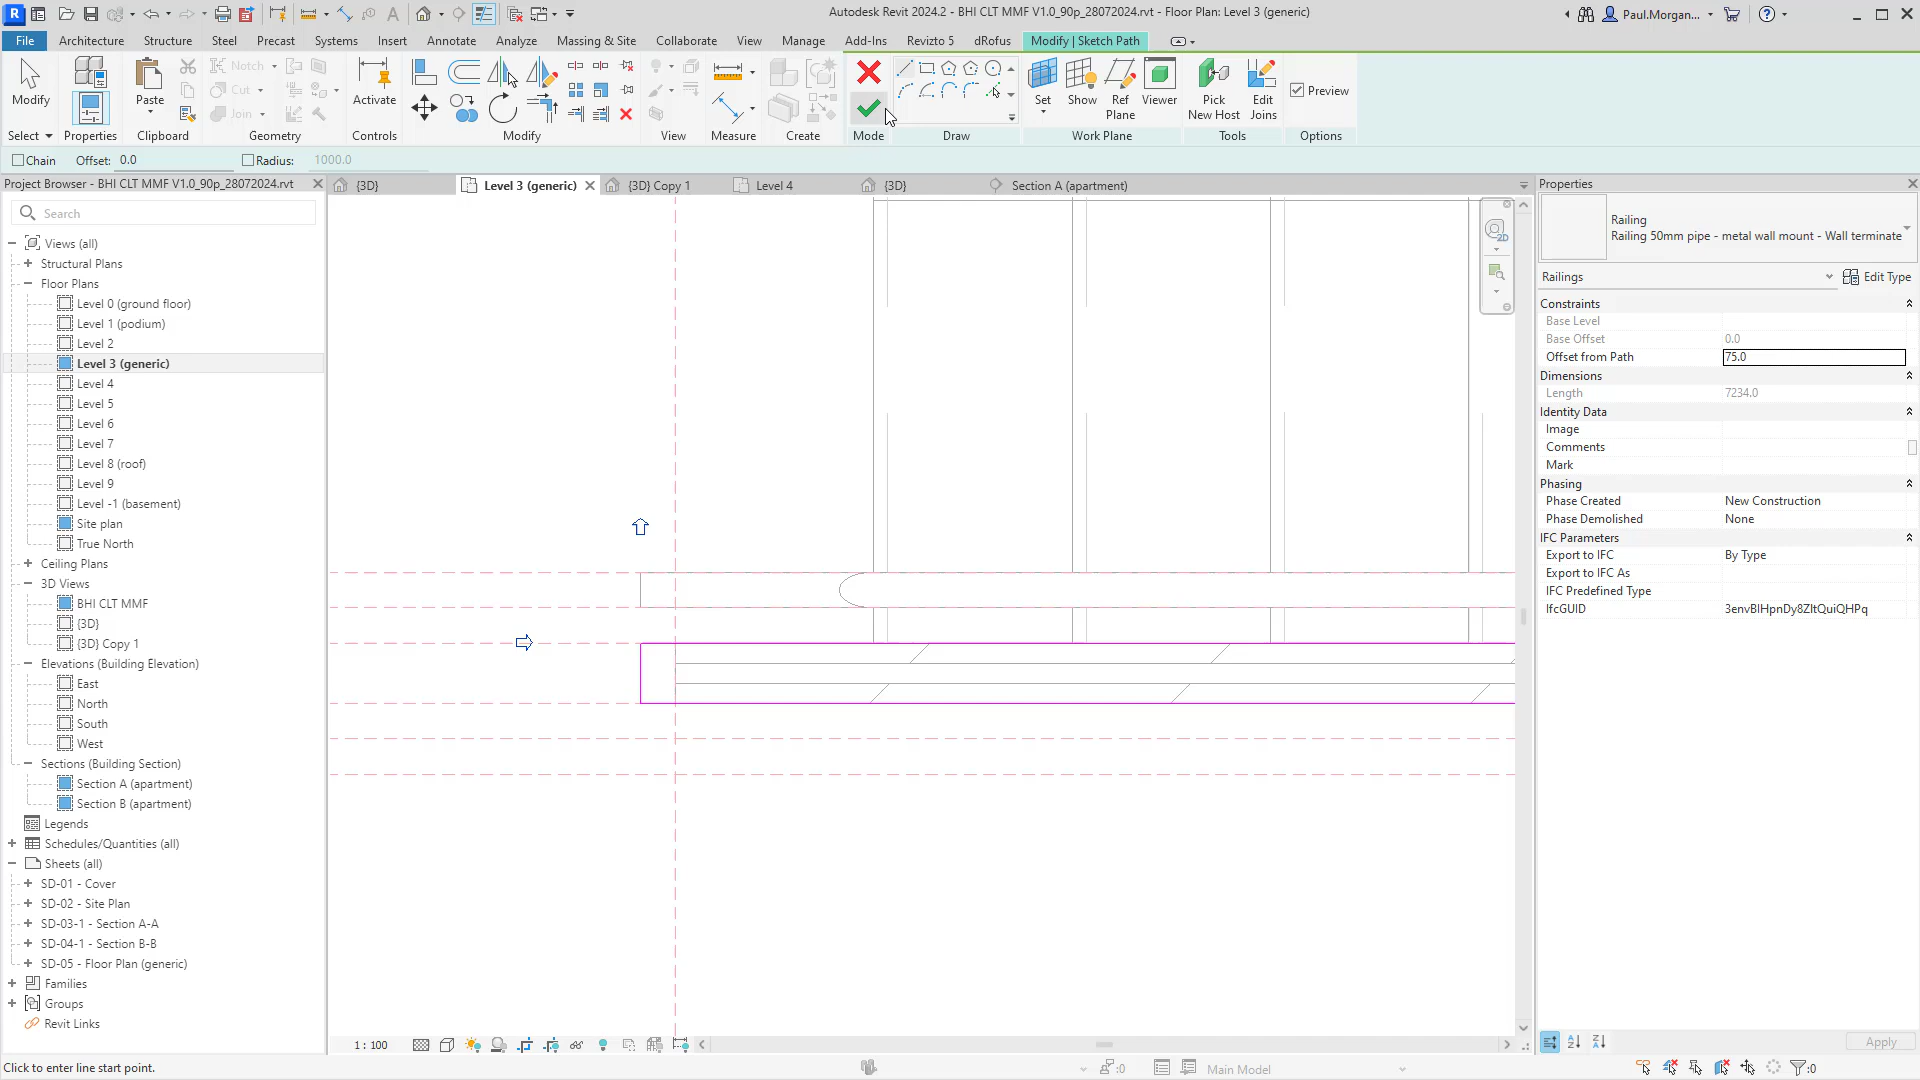 Autodesk Revit 2024.2 - BHI CLT MMF V1.0_90p_28072024.rvt - Floor Plan: Level 3 (generic)
Paul.Morgan...
File Architecture Structure Steel Precast Systems Insert Annotate Analyze Massing & Site Collaborate View Manage Add-Ins Revizto 5 dRofus Modify | Sketch Path
Modify
Properties
Paste
Notch
Cut
Join
Activate
Set
Show
Ref
Plane
Viewer
Pick
New Host
Edit
Joins
Preview
Select Properties Clipboard Geometry Controls Modify View Measure Create Mode Draw Work Plane Tools Options
Chain Offset: 0.0 Radius: 1000.0
Project Browser - BHI CLT MMF V1.0_90p_28072024.rvt
{3D} Level 3 (generic) {3D} Copy 1 Level 4 {3D} Section A (apartment)
Search
Views (all)
Structural Plans
Floor Plans
Level 0 (ground floor)
Level 1 (podium)
Level 2
Level 3 (generic)
Level 4
Level 5
Level 6
Level 7
Level 8 (roof)
Level 9
Level -1 (basement)
Site plan
True North
Ceiling Plans
3D Views
BHI CLT MMF
{3D}
{3D} Copy 1
Elevations (Building Elevation)
East
North
South
West
Sections (Building Section)
Section A (apartment)
Section B (apartment)
Legends
Schedules/Quantities (all)
Sheets (all)
SD-01 - Cover
SD-02 - Site Plan
SD-03-1 - Section A-A
SD-04-1 - Section B-B
SD-05 - Floor Plan (generic)
Families
Groups
Revit Links
2D
Properties
Railing
Railing 50mm pipe - metal wall mount - Wall terminate
Railings Edit Type
Constraints
Base Level
Base Offset 0.0
Offset from Path 75.0
Dimensions
Length 7234.0
Identity Data
Image
Comments
Mark
Phasing
Phase Created New Construction
Phase Demolished None
IFC Parameters
Export to IFC By Type
Export to IFC As
IFC Predefined Type
IfcGUID 3envBlHpnDy8ZltQuiQHPq
Apply
1 : 100
Click to enter line start point.
:0
Main Model
:0